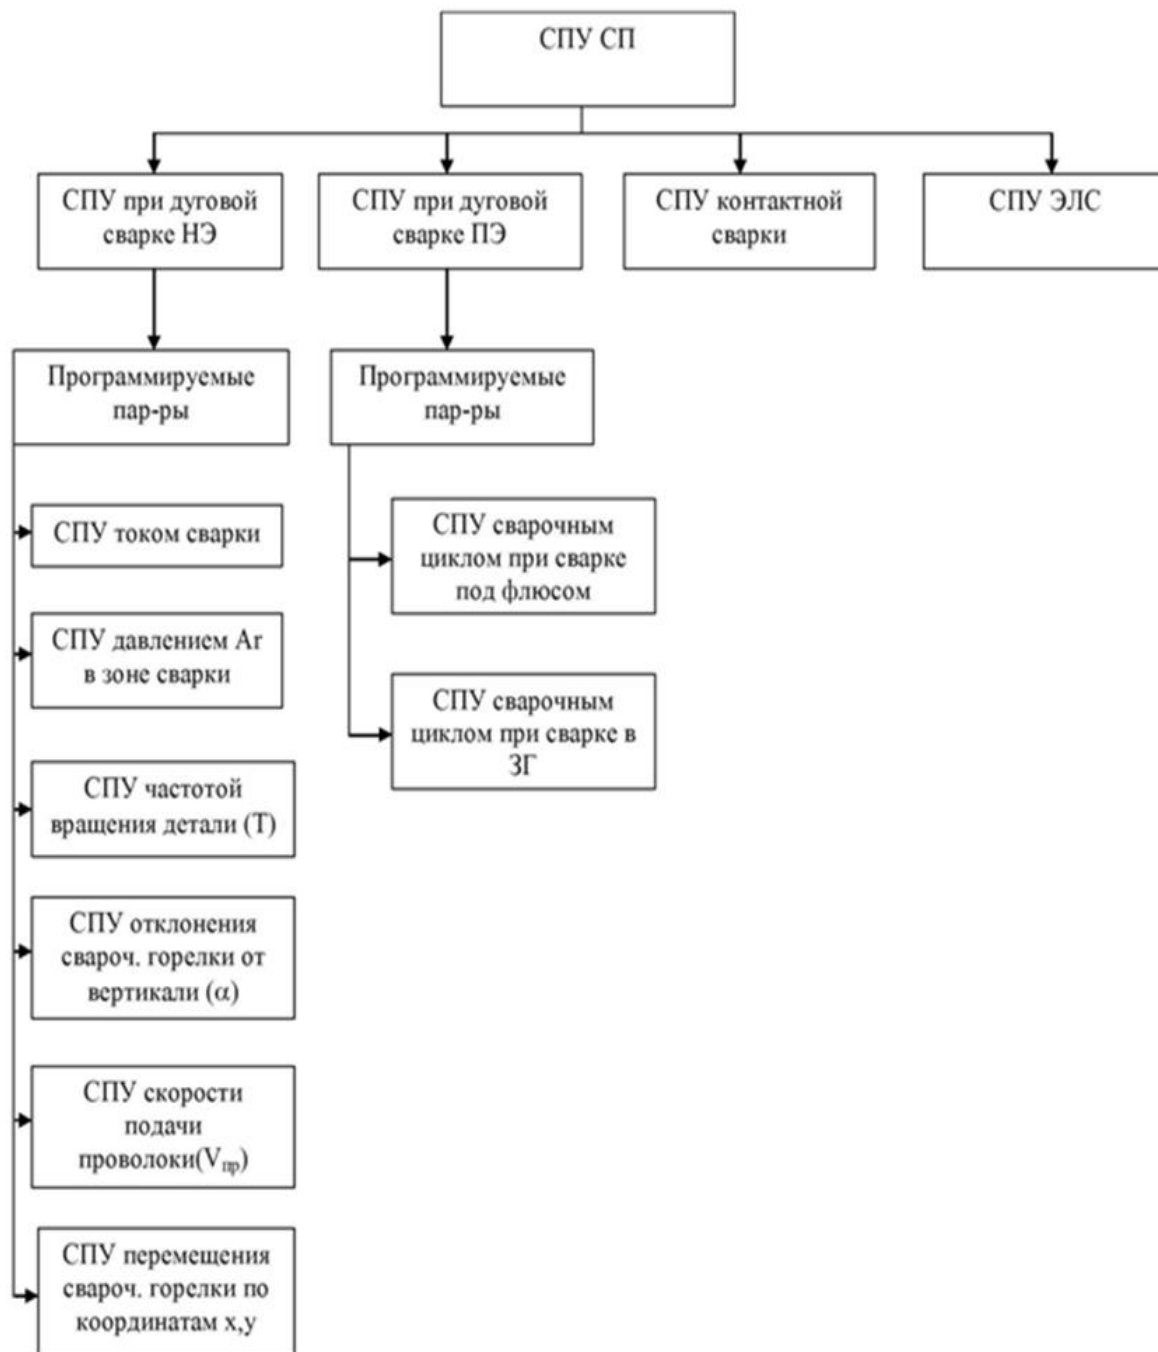 СПУ СП
СПУ при дуговой
сварке НЭ
СПУ при дуговой
сварке ПЭ
СПУ контактной
сварки
СПУ ЭЛС
Программируемые
пар-ры
Программируемые
пар-ры
СПУ током сварки
СПУ давлением Ar
в зоне сварки
СПУ частотой
вращения детали (Т)
СПУ отклонения
свароч. горелки от
вертикали (α)
СПУ скорости
подачи
проволоки(Vпр)
СПУ перемещения
свароч. горелки по
координатам x,y
СПУ сварочным
циклом при сварке
под флюсом
СПУ сварочным
циклом при сварке в
ЗГ